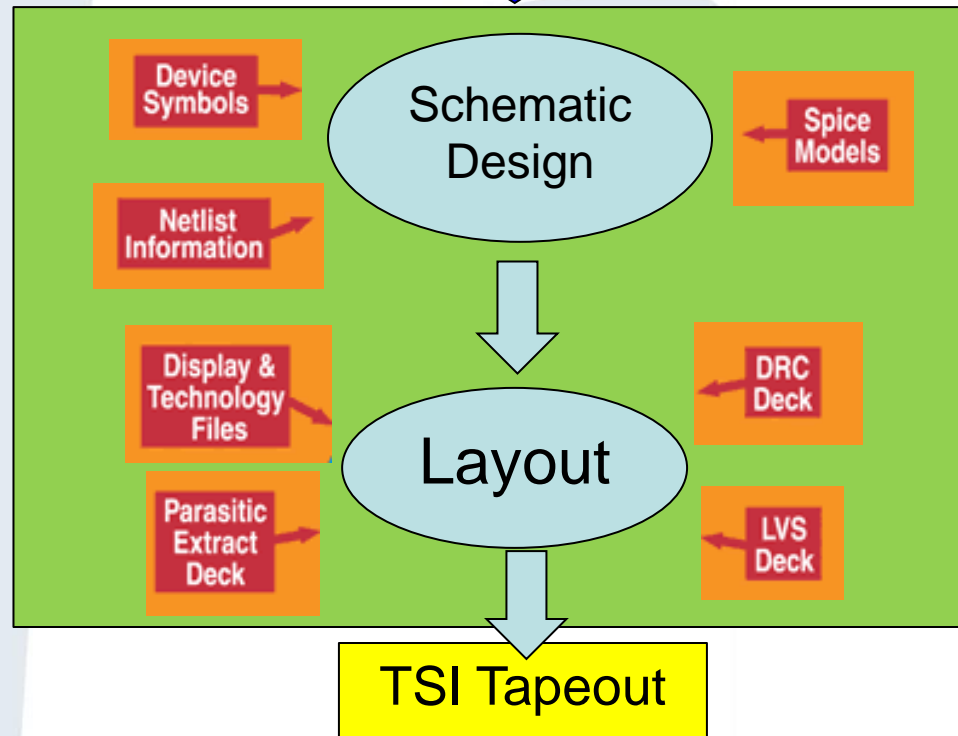 Device
Symbols
Schematic
Design
Spice
Models
Netlist
Information
Display &
Technology
Files
DRC
Deck
Layout
Parasitic
Extract
Deck
LVS
Deck
TSI Tapeout